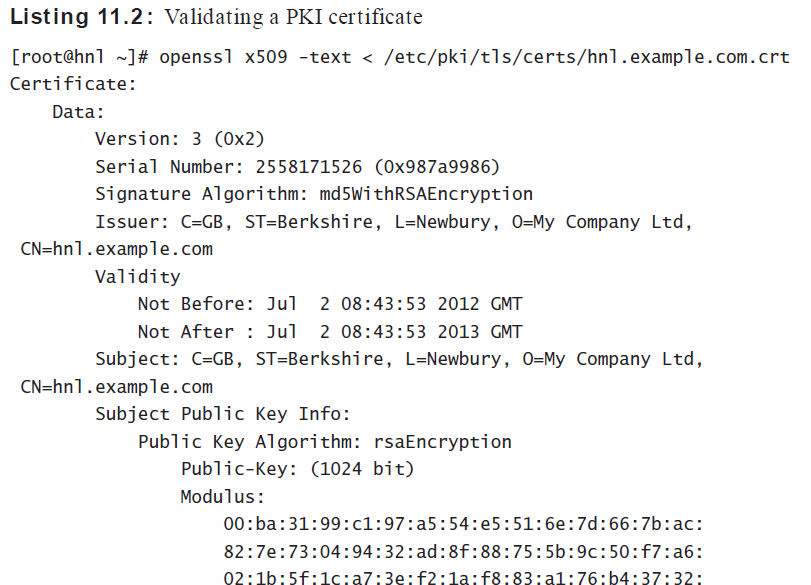 Listing 11.2: Validating a PKI certificate
[root@hnl ~]# openssl x509 -text < /etc/pki/tls/certs/hnl.example.com.crt
Certificate:
    Data:
        Version: 3 (0x2)
        Serial Number: 2558171526 (0x987a9986)
        Signature Algorithm: md5WithRSAEncryption
        Issuer: C=GB, ST=Berkshire, L=Newbury, O=My Company Ltd,
 CN=hnl.example.com
        Validity
            Not Before: Jul  2 08:43:53 2012 GMT
            Not After : Jul  2 08:43:53 2013 GMT
        Subject: C=GB, ST=Berkshire, L=Newbury, O=My Company Ltd,
 CN=hnl.example.com
        Subject Public Key Info:
            Public Key Algorithm: rsaEncryption
                Public-Key: (1024 bit)
                Modulus:
                    00:ba:31:99:c1:97:a5:54:e5:51:6e:7d:66:7b:ac:
                    82:7e:73:04:94:32:ad:8f:88:75:5b:9c:50:f7:a6:
                    02:1b:5f:1c:a7:3e:f2:1a:f8:83:a1:76:b4:37:32: